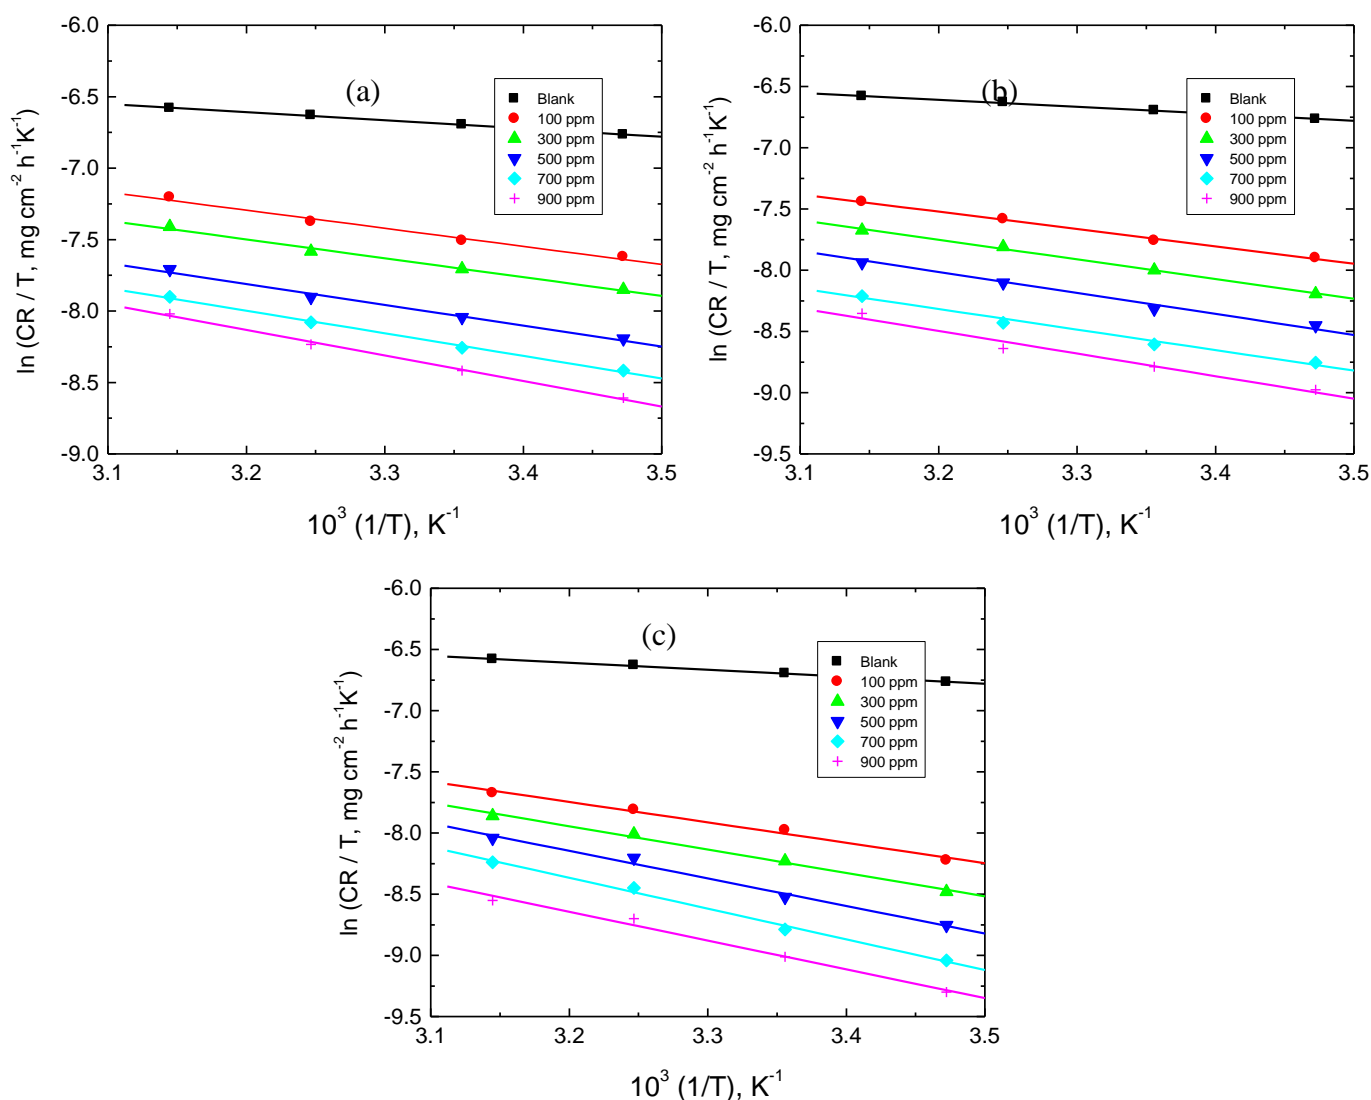 (a)
Blank
100 ppm
300 ppm
500 ppm
700 ppm
900 ppm
-6.0
-6.5
-7.0
-7.5
-8.0
-8.5
-9.0
ln (CR / T, mg cm⁻² h⁻¹K⁻¹)
3.1 3.2 3.3 3.4 3.5
10³ (1/T), K⁻¹
(b)
Blank
100 ppm
300 ppm
500 ppm
700 ppm
900 ppm
-6.0
-6.5
-7.0
-7.5
-8.0
-8.5
-9.0
-9.5
ln (CR / T, mg cm⁻² h⁻¹K⁻¹)
3.1 3.2 3.3 3.4 3.5
10³ (1/T), K⁻¹
(c)
Blank
100 ppm
300 ppm
500 ppm
700 ppm
900 ppm
-6.0
-6.5
-7.0
-7.5
-8.0
-8.5
-9.0
-9.5
ln (CR / T, mg cm⁻² h⁻¹K⁻¹)
3.1 3.2 3.3 3.4 3.5
10³ (1/T), K⁻¹